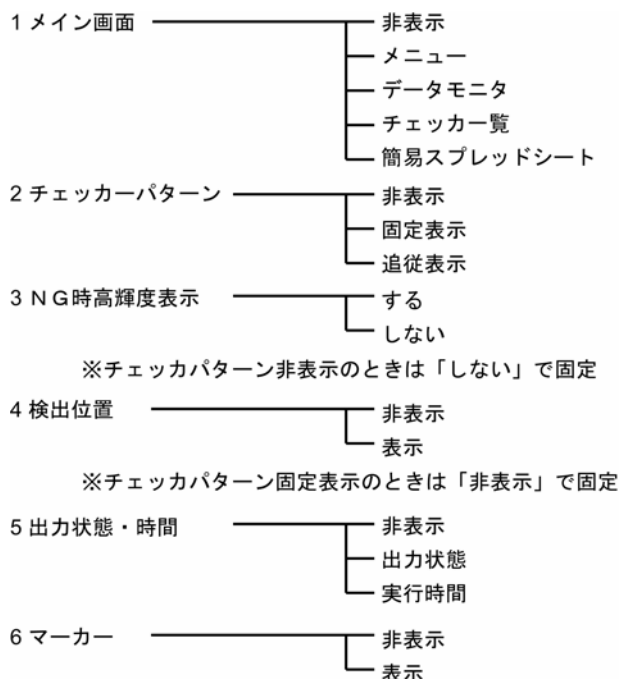 1 メイン画面 非表示
メニュー
データモニタ
チェッカ一覧
簡易スプレッドシート
2 チェッカーパターン 非表示
固定表示
追従表示
3 NG時高輝度表示 する
しない
※チェッカパターン非表示のときは「しない」で固定
4 検出位置 非表示
表示
※チェッカパターン固定表示のときは「非表示」で固定
5 出力状態・時間 非表示
出力状態
実行時間
6 マーカー 非表示
表示